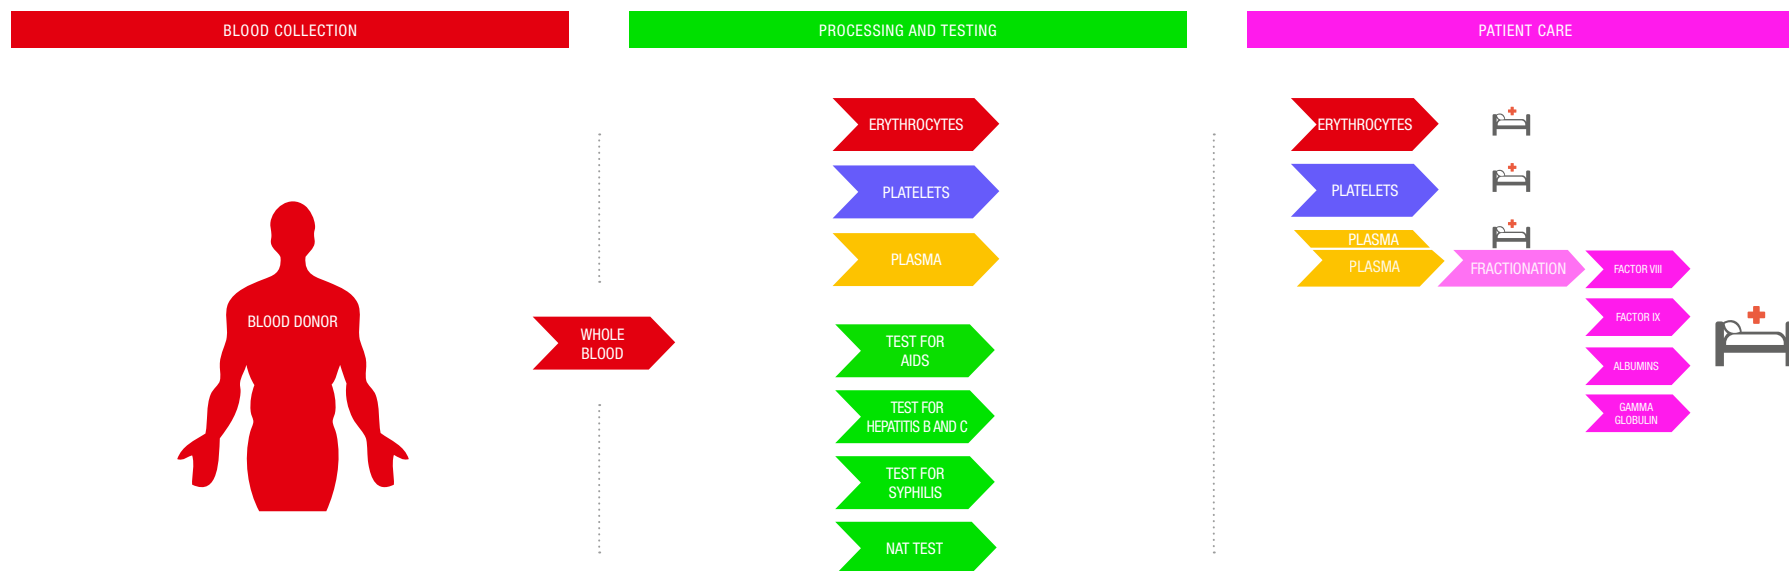 BLOOD COLLECTION
PROCESSING AND TESTING
PATIENT CARE
BLOOD DONOR
WHOLE
BLOOD
ERYTHROCYTES
PLATELETS
PLASMA
TEST FOR
AIDS
TEST FOR
HEPATITIS B AND C
TEST FOR
SYPHILIS
NAT TEST
ERYTHROCYTES
PLATELETS
PLASMA
PLASMA
FRACTIONATION
FACTOR VIII
FACTOR IX
ALBUMINS
GAMMA
GLOBULIN